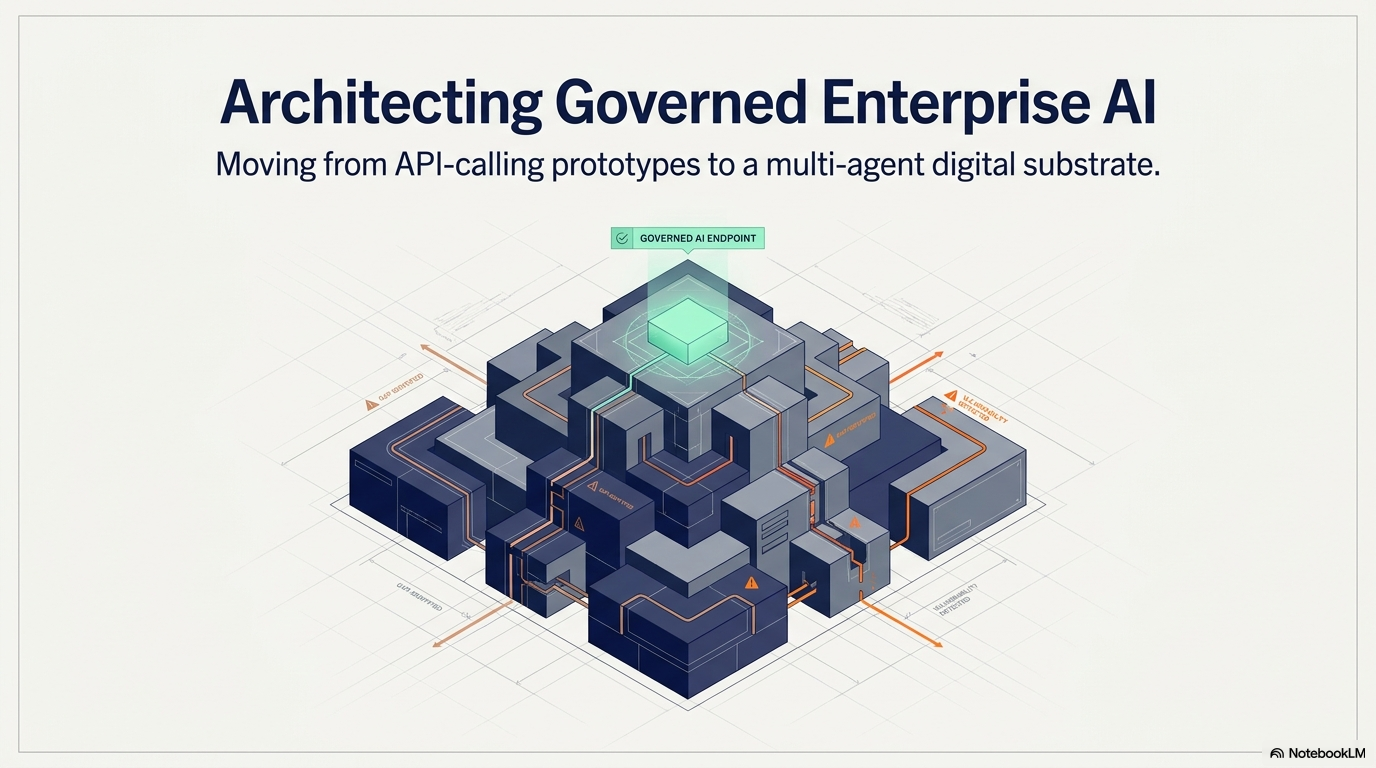 Architecting Governed Enterprise AI
Moving from API-calling prototypes to a multi-agent digital substrate.
GOVERNED AI ENDPOINT
NotebookLM